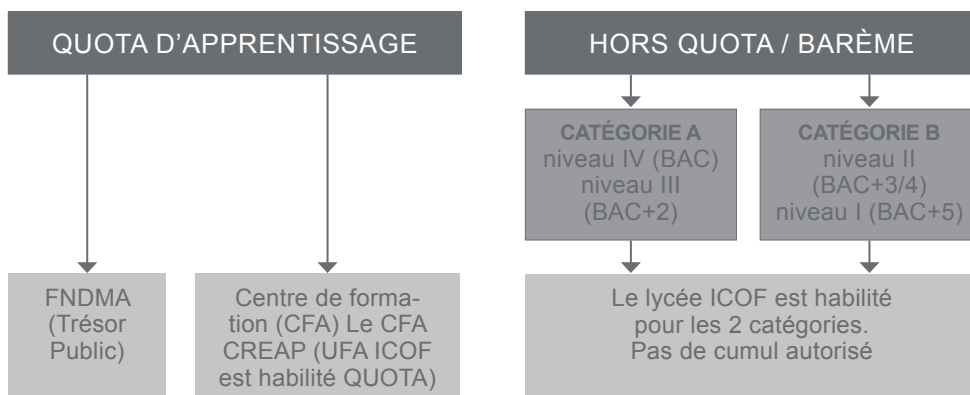 QUOTA D’APPRENTISSAGE
FNDMA
(Trésor
Public)
Centre de forma-
tion (CFA) Le CFA
CREAP (UFA ICOF
est habilité QUOTA)
HORS QUOTA / BARÈME
CATÉGORIE A
niveau IV (BAC)
niveau III
(BAC+2)
CATÉGORIE B
niveau II
(BAC+3/4)
niveau I (BAC+5)
Le lycée ICOF est habilité
pour les 2 catégories.
Pas de cumul autorisé